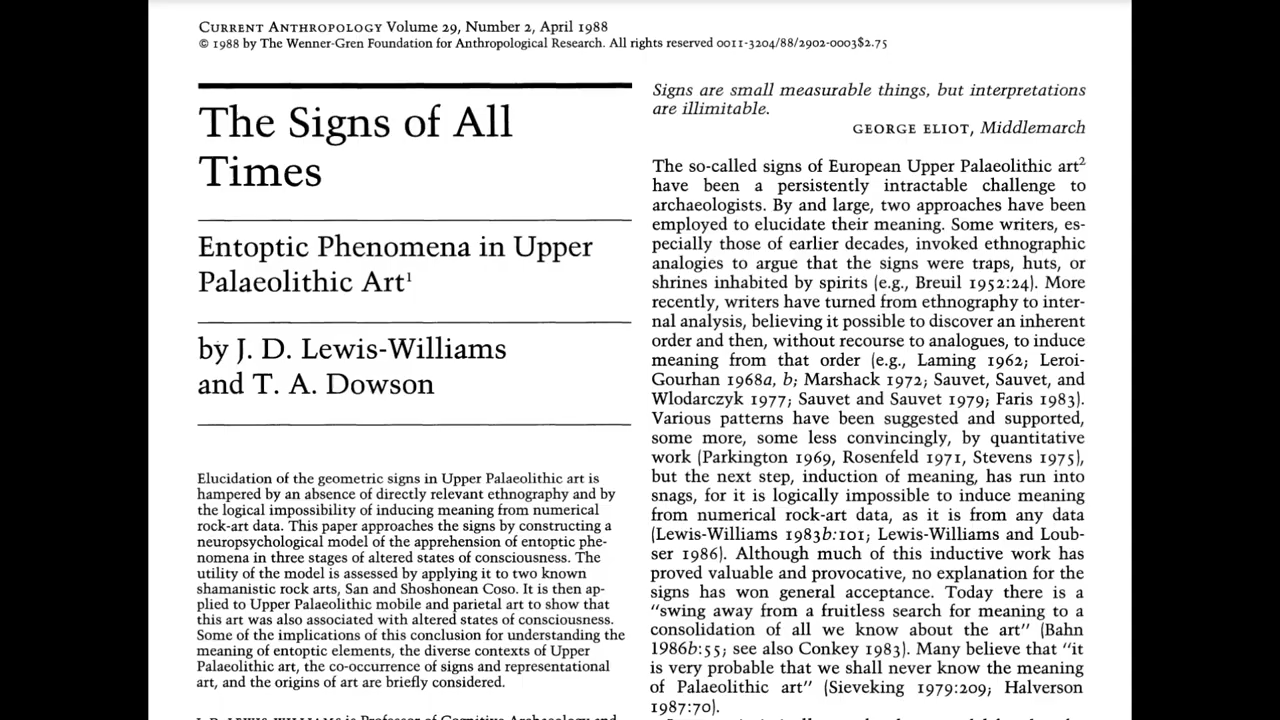 CURRENT ANTHROPOLOGY Volume 29, Number 2, April 1988
© 1988 by The Wenner-Gren Foundation for Anthropological Research. All rights reserved 0011-3204/88/2902-0003$2.75
The Signs of All
Times
Entoptic Phenomena in Upper
Palaeolithic Art¹
by J. D. Lewis-Williams
and T. A. Dowson
Elucidation of the geometric signs in Upper Palaeolithic art is
hampered by an absence of directly relevant ethnography and by
the logical impossibility of inducing meaning from numerical
rock-art data. This paper approaches the signs by constructing a
neuropsychological model of the apprehension of entoptic phe-
nomena in three stages of altered states of consciousness. The
utility of the model is assessed by applying it to two known
shamanistic rock arts, San and Shoshonean Coso. It is then ap-
plied to Upper Palaeolithic mobile and parietal art to show that
this art was also associated with altered states of consciousness.
Some of the implications of this conclusion for understanding the
meaning of entoptic elements, the diverse contexts of Upper
Palaeolithic art, the co-occurrence of signs and representational
art, and the origins of art are briefly considered.
Signs are small measurable things, but interpretations
are illimitable.
GEORGE ELIOT, Middlemarch
The so-called signs of European Upper Palaeolithic art²
have been a persistently intractable challenge to
archaeologists. By and large, two approaches have been
employed to elucidate their meaning. Some writers, es-
pecially those of earlier decades, invoked ethnographic
analogies to argue that the signs were traps, huts, or
shrines inhabited by spirits (e.g., Breuil 1952:24). More
recently, writers have turned from ethnography to inter-
nal analysis, believing it possible to discover an inherent
order and then, without recourse to analogues, to induce
meaning from that order (e.g., Laming 1962; Leroi-
Gourhan 1968a, b; Marshack 1972; Sauvet, Sauvet, and
Wlodarczyk 1977; Sauvet and Sauvet 1979; Faris 1983).
Various patterns have been suggested and supported,
some more, some less convincingly, by quantitative
work (Parkington 1969, Rosenfeld 1971, Stevens 1975),
but the next step, induction of meaning, has run into
snags, for it is logically impossible to induce meaning
from numerical rock-art data, as it is from any data
(Lewis-Williams 1983b:101; Lewis-Williams and Loub-
ser 1986). Although much of this inductive work has
proved valuable and provocative, no explanation for the
signs has won general acceptance. Today there is a
"swing away from a fruitless search for meaning to a
consolidation of all we know about the art" (Bahn
1986b:55; see also Conkey 1983). Many believe that "it
is very probable that we shall never know the meaning
of Palaeolithic art" (Sieveking 1979:209; Halverson
1987:70).